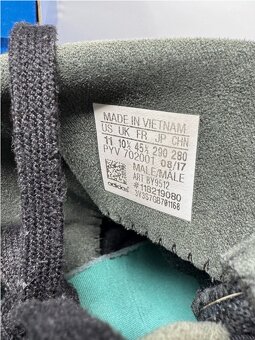 MADE IN VIETNAM
US UK FR JP CHN
11 10½ 45⅓ 290 280
PYV 702001 08/17
MALE/MÂLE
ART BY9512
#118219080
adidas